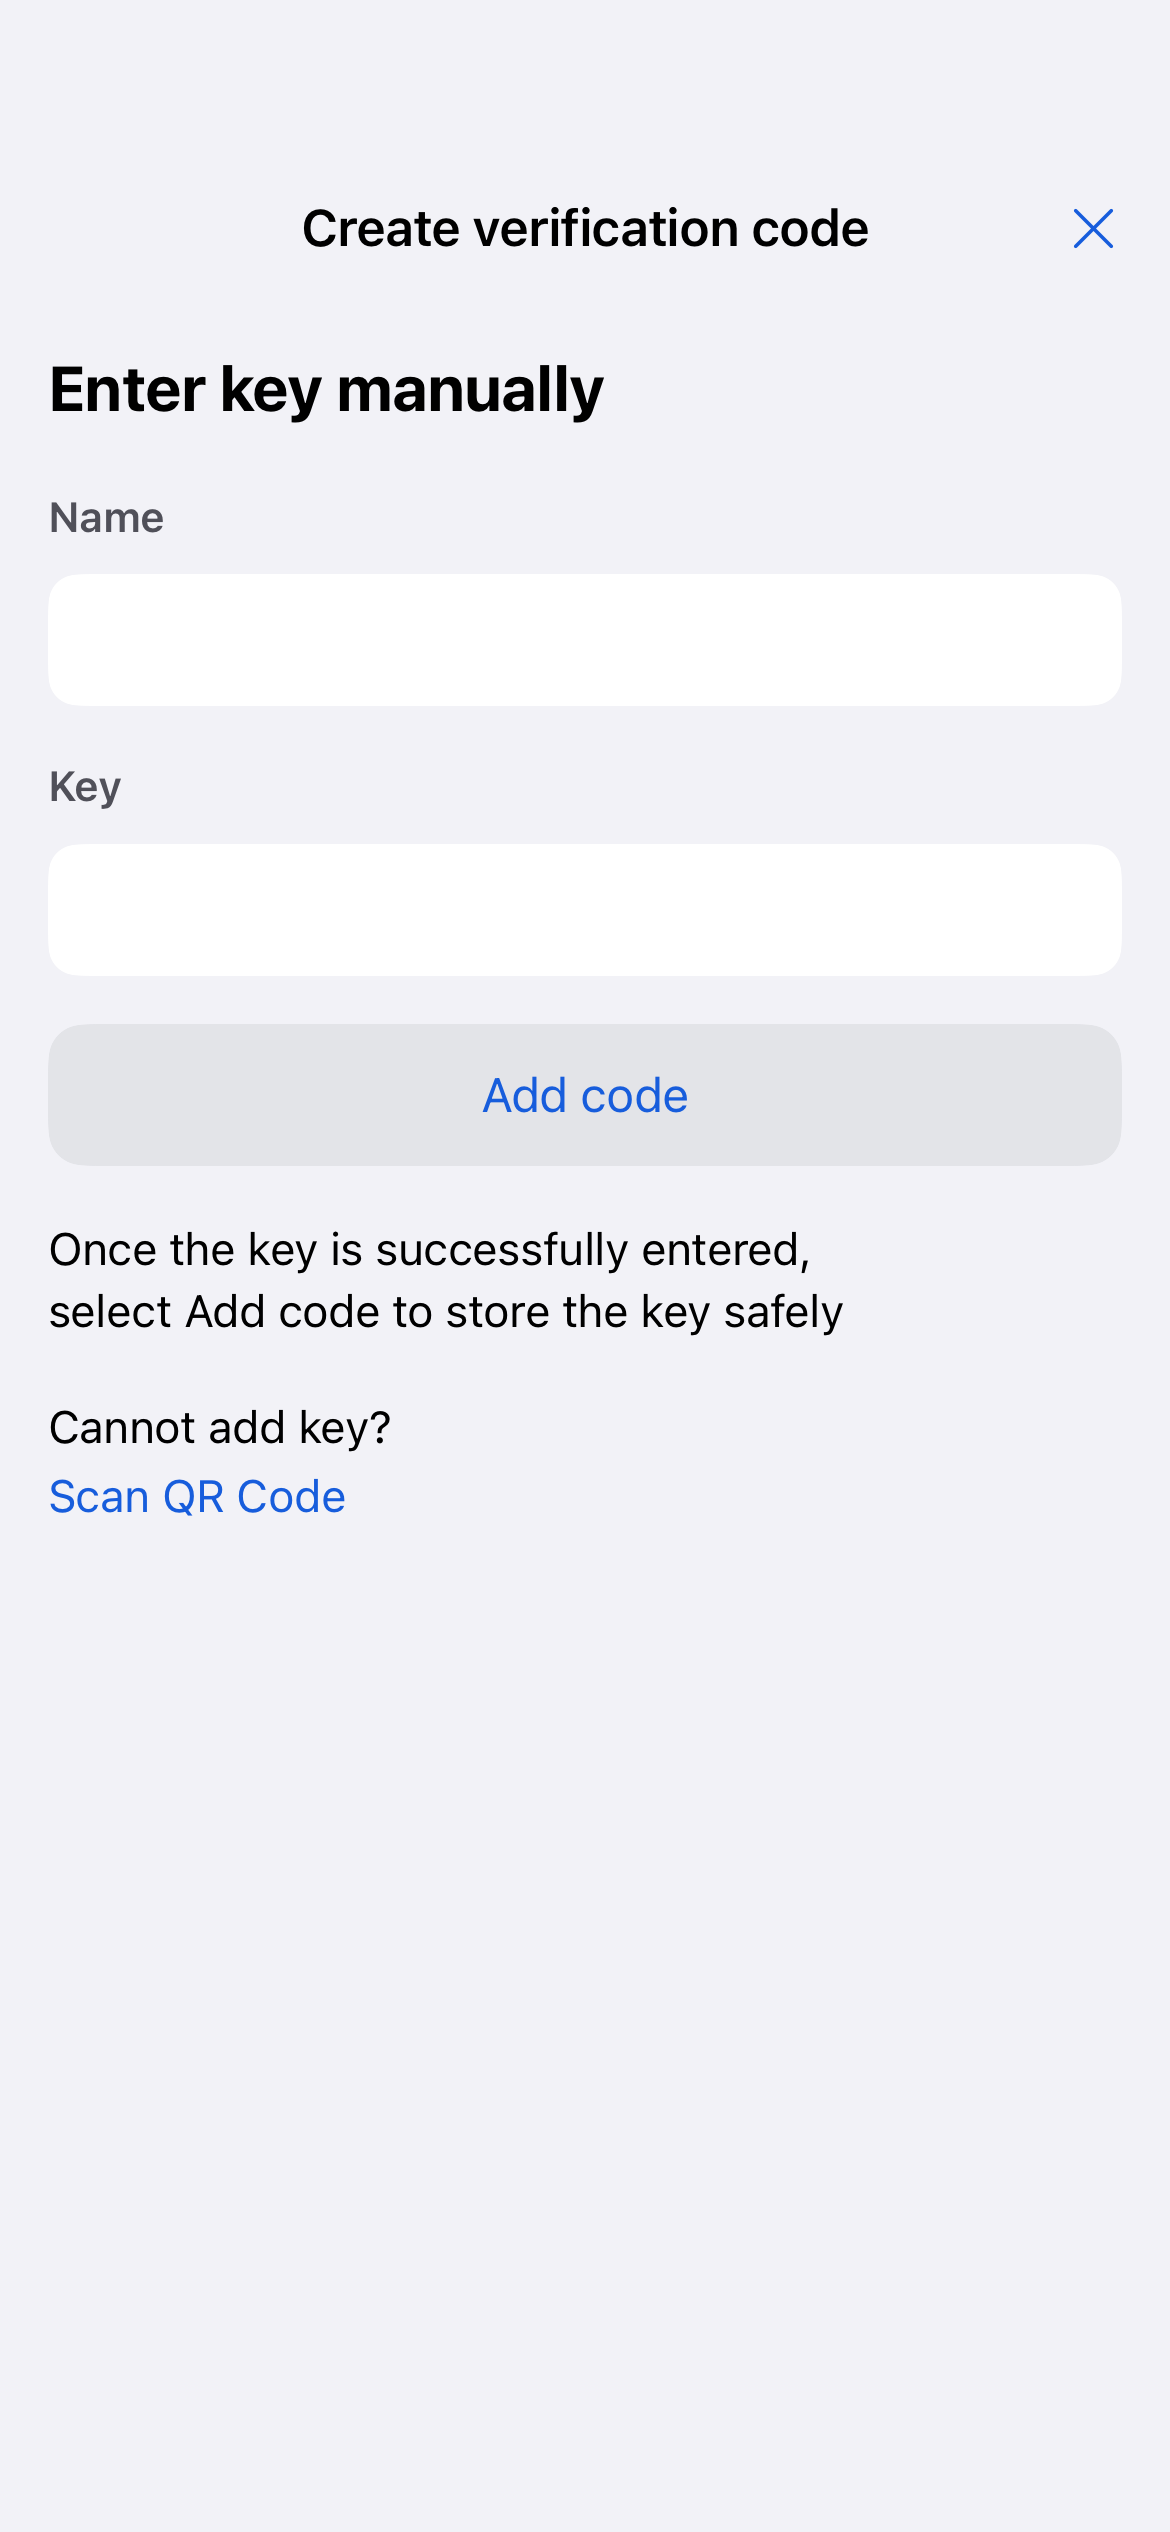 Create verification code
Enter key manually
Name
Key
Add code
Once the key is successfully entered,
select Add code to store the key safely
Cannot add key?
Scan QR Code